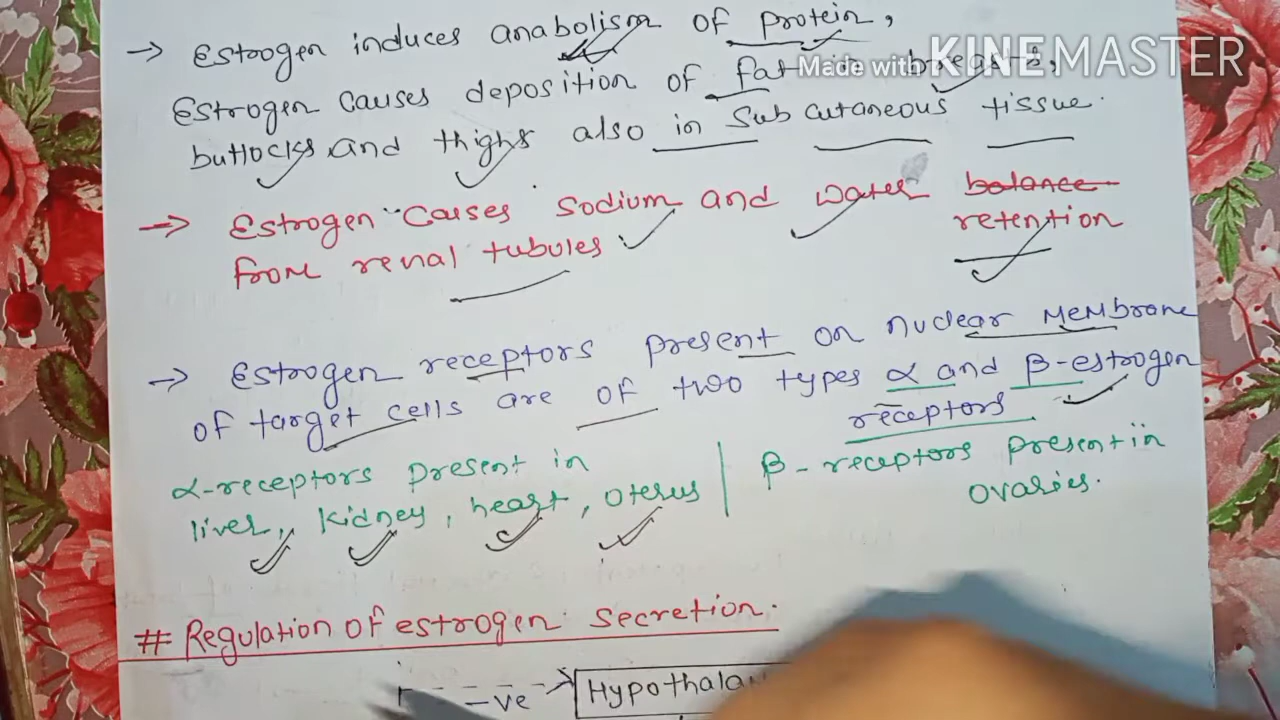 → Estrogen induces anabolism of protein,
Made with KINEMASTER
Estrogen causes deposition of fat in breasts,
buttocks and thighs also in subcutaneous tissue.
→ Estrogen causes sodium and water balance
retention
from renal tubules
→ Estrogen receptors present on nuclear membrane
of target cells are of two types α and β-estrogen
receptors
α-receptors present in
liver, kidney, heart, uterus
β-receptors present in
ovaries.
# Regulation of estrogen secretion.
-ve